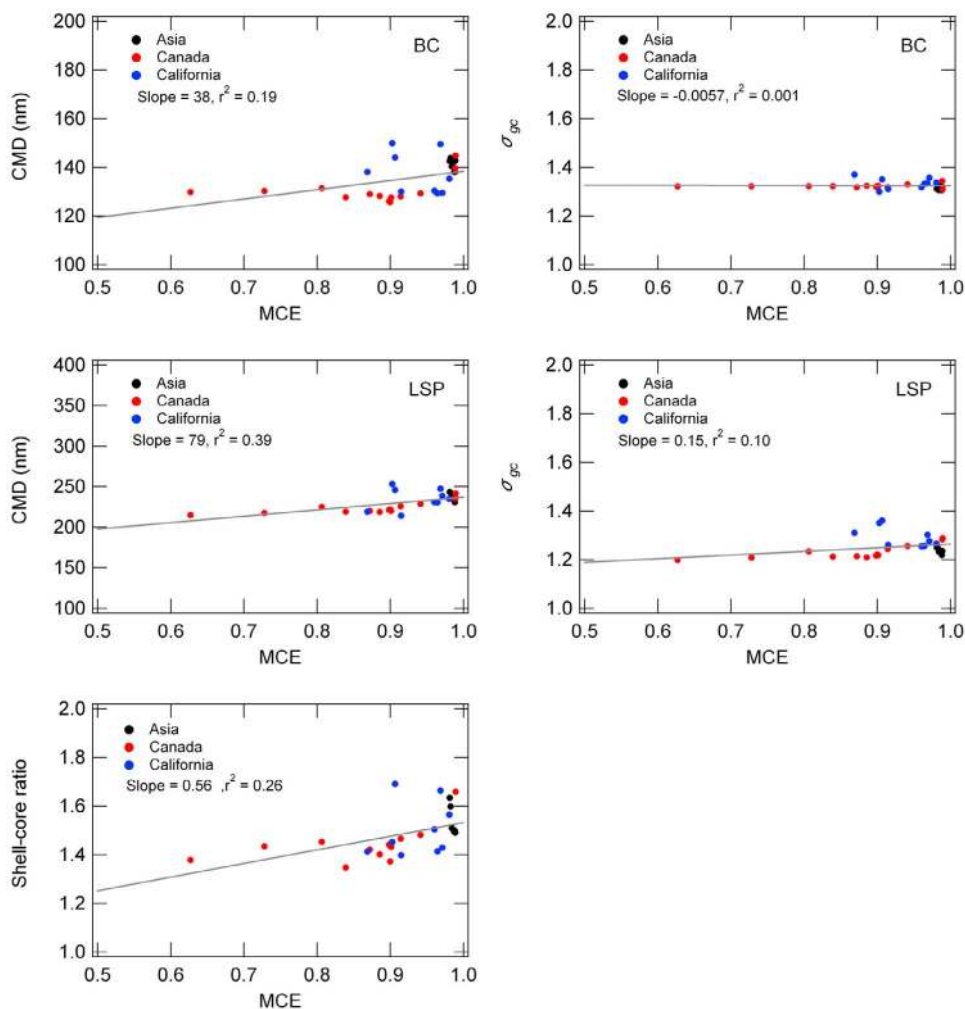 200
180
160
140
120
100
CMD (nm)
Asia
Canada
California
Slope = 38, r² = 0.19
BC
0.5 0.6 0.7 0.8 0.9 1.0
MCE
2.0
1.8
1.6
1.4
1.2
1.0
σgc
Asia
Canada
California
Slope = -0.0057, r² = 0.001
BC
0.5 0.6 0.7 0.8 0.9 1.0
MCE
400
350
300
250
200
150
100
CMD (nm)
Asia
Canada
California
Slope = 79, r² = 0.39
LSP
0.5 0.6 0.7 0.8 0.9 1.0
MCE
2.0
1.8
1.6
1.4
1.2
1.0
σgc
Asia
Canada
California
Slope = 0.15, r² = 0.10
LSP
0.5 0.6 0.7 0.8 0.9 1.0
MCE
2.0
1.8
1.6
1.4
1.2
1.0
Shell-core ratio
Asia
Canada
California
Slope = 0.56 ,r² = 0.26
0.5 0.6 0.7 0.8 0.9 1.0
MCE